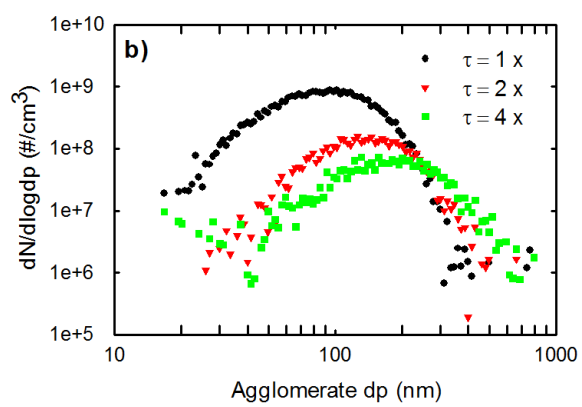 1e+10
b)
τ = 1 x
1e+9
τ = 2 x
τ = 4 x
1e+8
1e+7
1e+6
1e+5
dN/dlogdp (#/cm³)
10
100
1000
Agglomerate dp (nm)